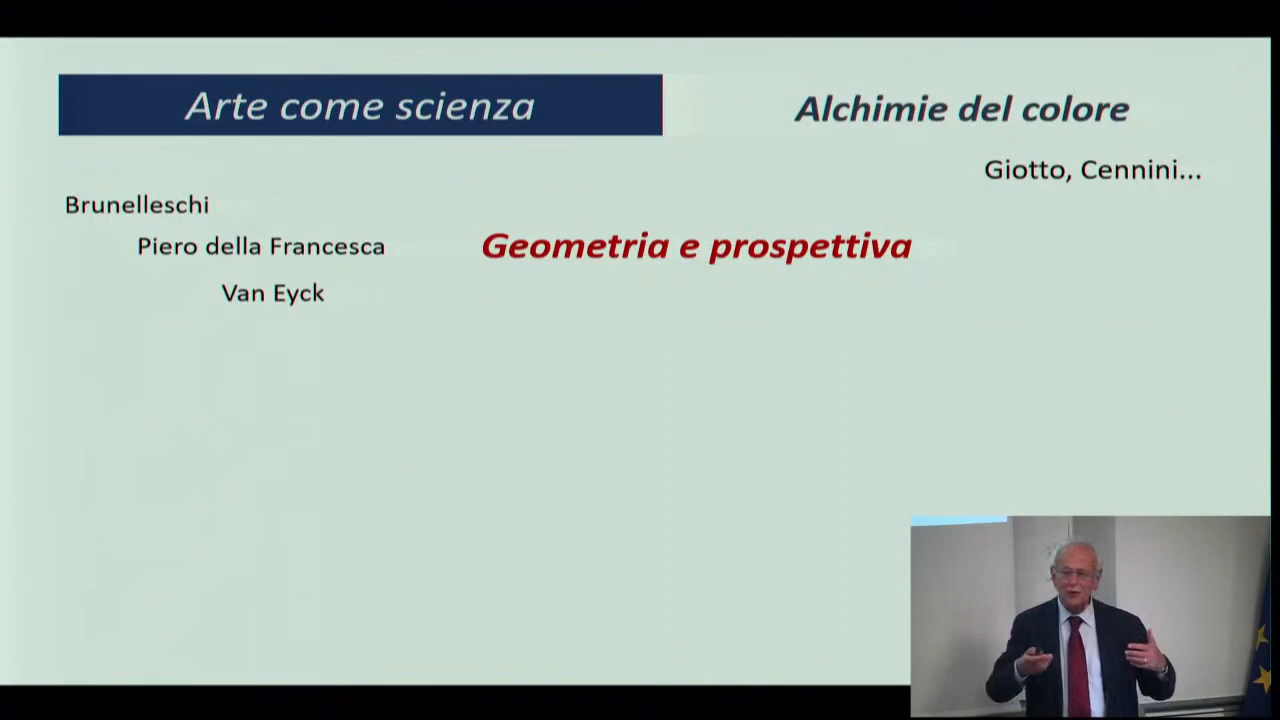 Arte come scienza
Alchimie del colore
Giotto, Cennini...
Brunelleschi
Piero della Francesca
Geometria e prospettiva
Van Eyck